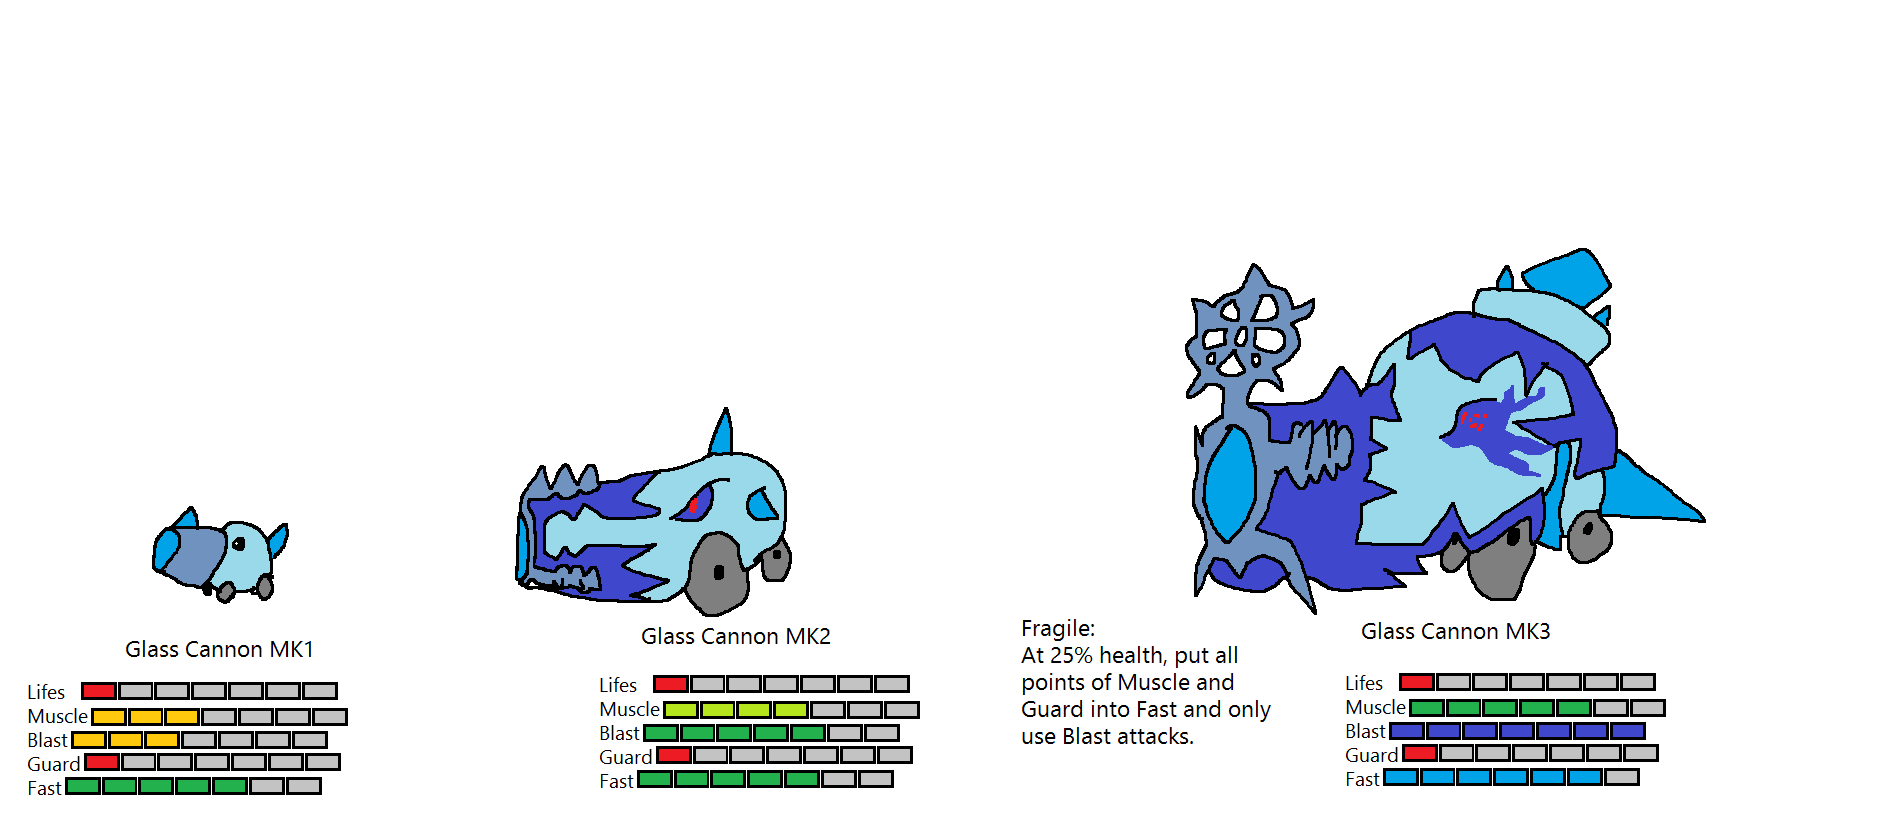 Glass Cannon MK1
Lifes
Muscle
Blast
Guard
Fast
Glass Cannon MK2
Lifes
Muscle
Blast
Guard
Fast
Fragile:
At 25% health, put all
points of Muscle and
Guard into Fast and only
use Blast attacks.
Glass Cannon MK3
Lifes
Muscle
Blast
Guard
Fast